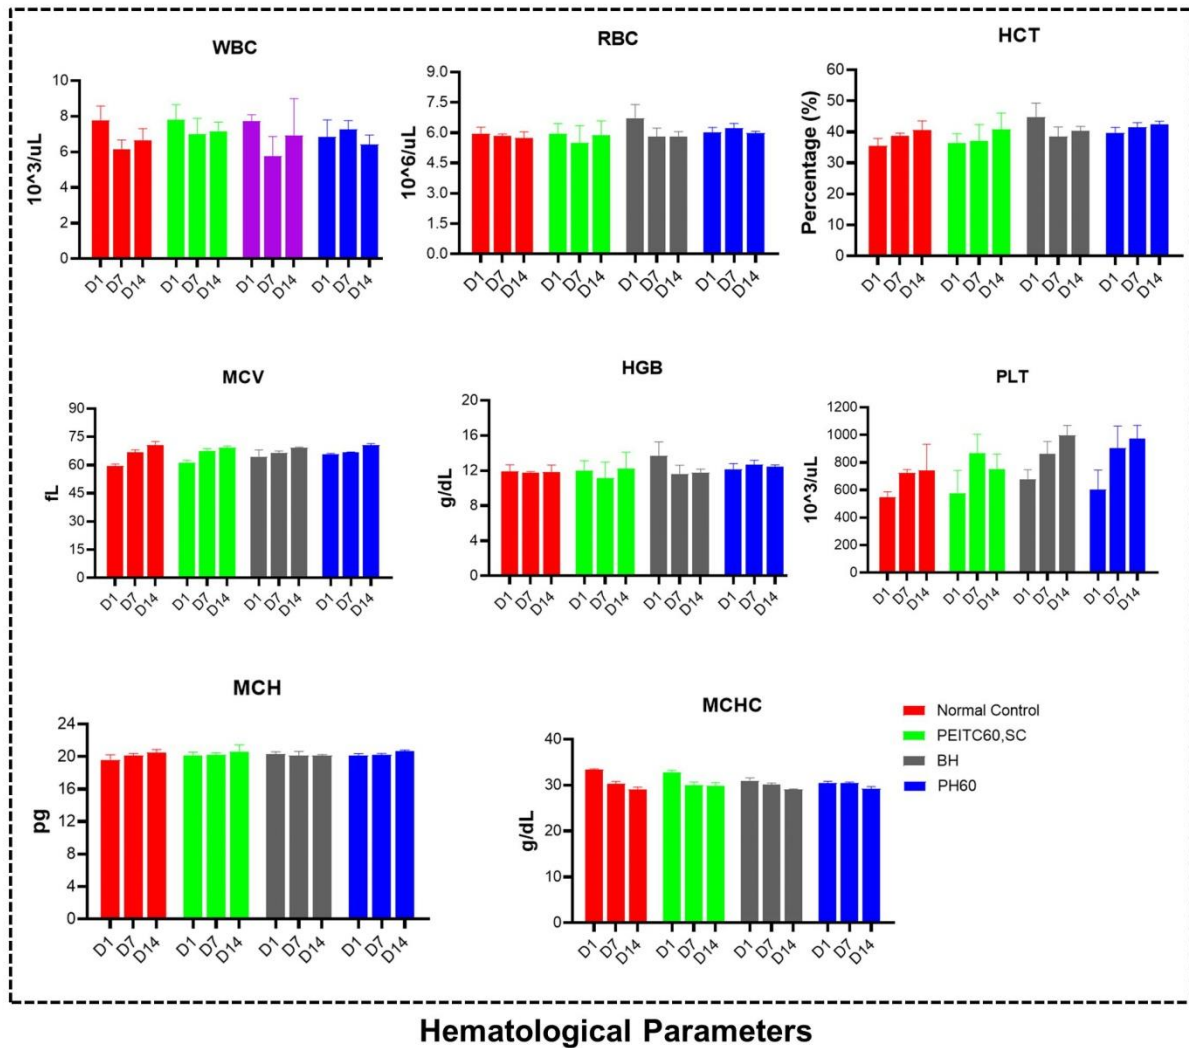 WBC
10^3/uL
10
8
6
4
2
0
D1 D7 D14 D1 D7 D14 D1 D7 D14 D1 D7 D14
RBC
10^6/uL
9.0
7.5
6.0
4.5
3.0
1.5
0.0
D1 D7 D14 D1 D7 D14 D1 D7 D14 D1 D7 D14
HCT
Percentage (%)
60
50
40
30
20
10
0
D1 D7 D14 D1 D7 D14 D1 D7 D14 D1 D7 D14
MCV
fL
90
75
60
45
30
15
0
D1 D7 D14 D1 D7 D14 D1 D7 D14 D1 D7 D14
HGB
g/dL
20
16
12
8
4
0
D1 D7 D14 D1 D7 D14 D1 D7 D14 D1 D7 D14
PLT
10^3/uL
1200
1000
800
600
400
200
0
D1 D7 D14 D1 D7 D14 D1 D7 D14 D1 D7 D14
MCH
pg
24
20
16
12
8
4
0
D1 D7 D14 D1 D7 D14 D1 D7 D14 D1 D7 D14
MCHC
g/dL
40
30
20
10
0
D1 D7 D14 D1 D7 D14 D1 D7 D14 D1 D7 D14
Normal Control
PEITC60,SC
BH
PH60
Hematological Parameters